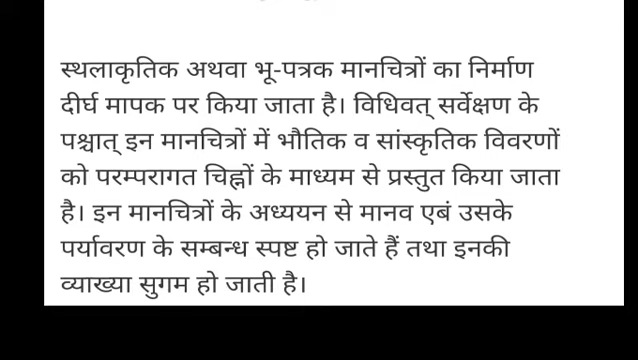 स्थलाकृतिक अथवा भू-पत्रक मानचित्रों का निर्माण
दीर्घ मापक पर किया जाता है। विधिवत् सर्वेक्षण के
पश्चात् इन मानचित्रों में भौतिक व सांस्कृतिक विवरणों
को परम्परागत चिह्नों के माध्यम से प्रस्तुत किया जाता
है। इन मानचित्रों के अध्ययन से मानव एबं उसके
पर्यावरण के सम्बन्ध स्पष्ट हो जाते हैं तथा इनकी
व्याख्या सुगम हो जाती है।